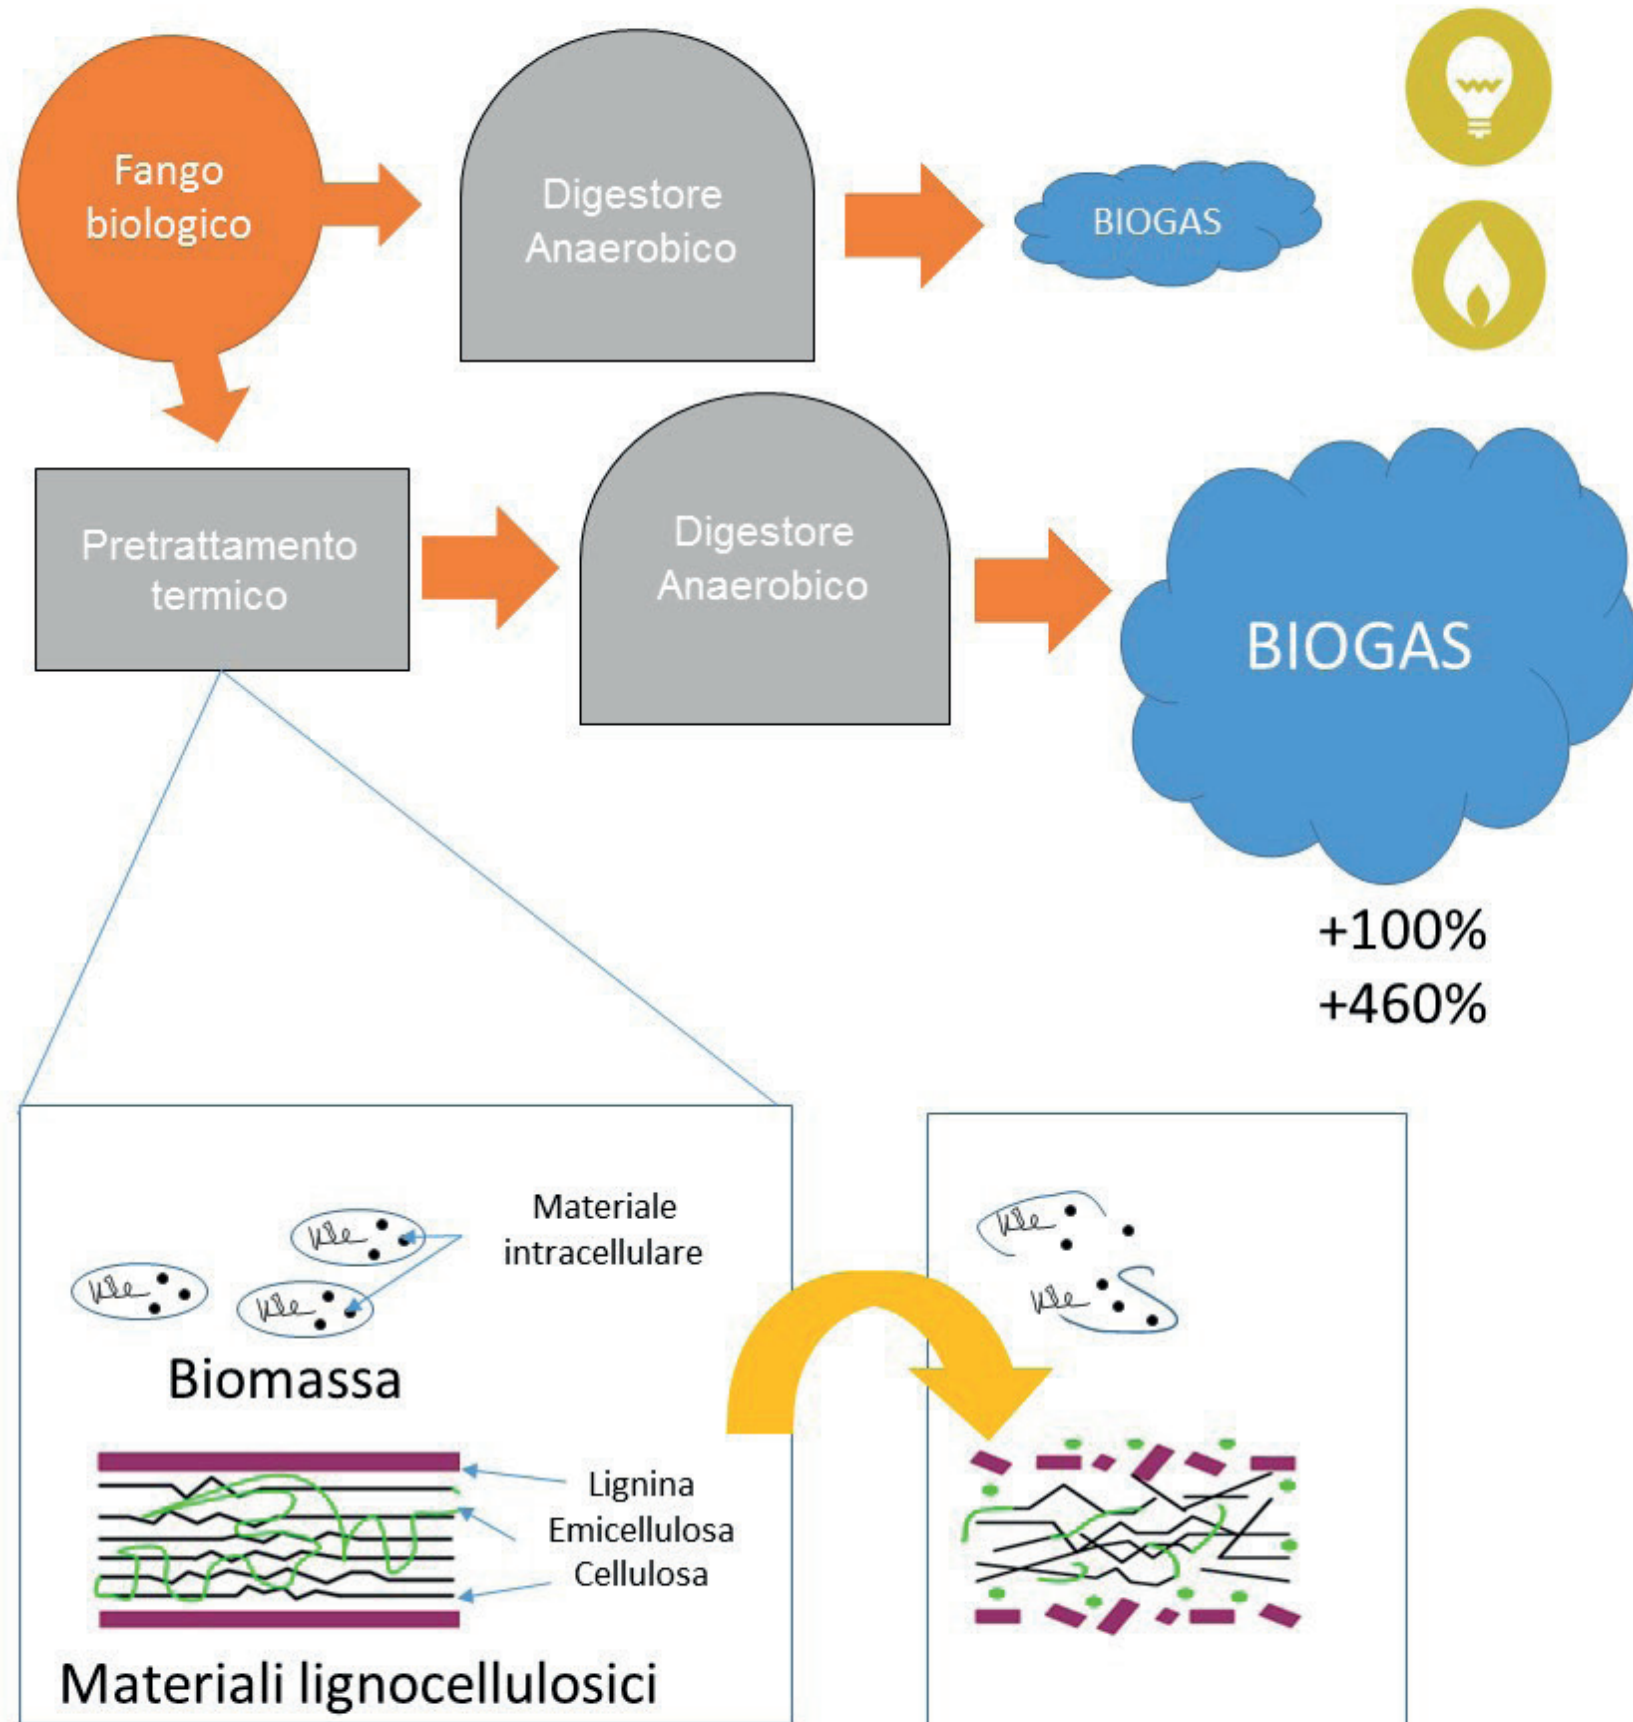 Fango
biologico
Digestore
Anaerobico
BIOGAS
Pretrattamento
termico
Digestore
Anaerobico
BIOGAS
+100%
+460%
Materiale
intracellulare
Biomassa
Lignina
Emicellulosa
Cellulosa
Materiali lignocellulosici